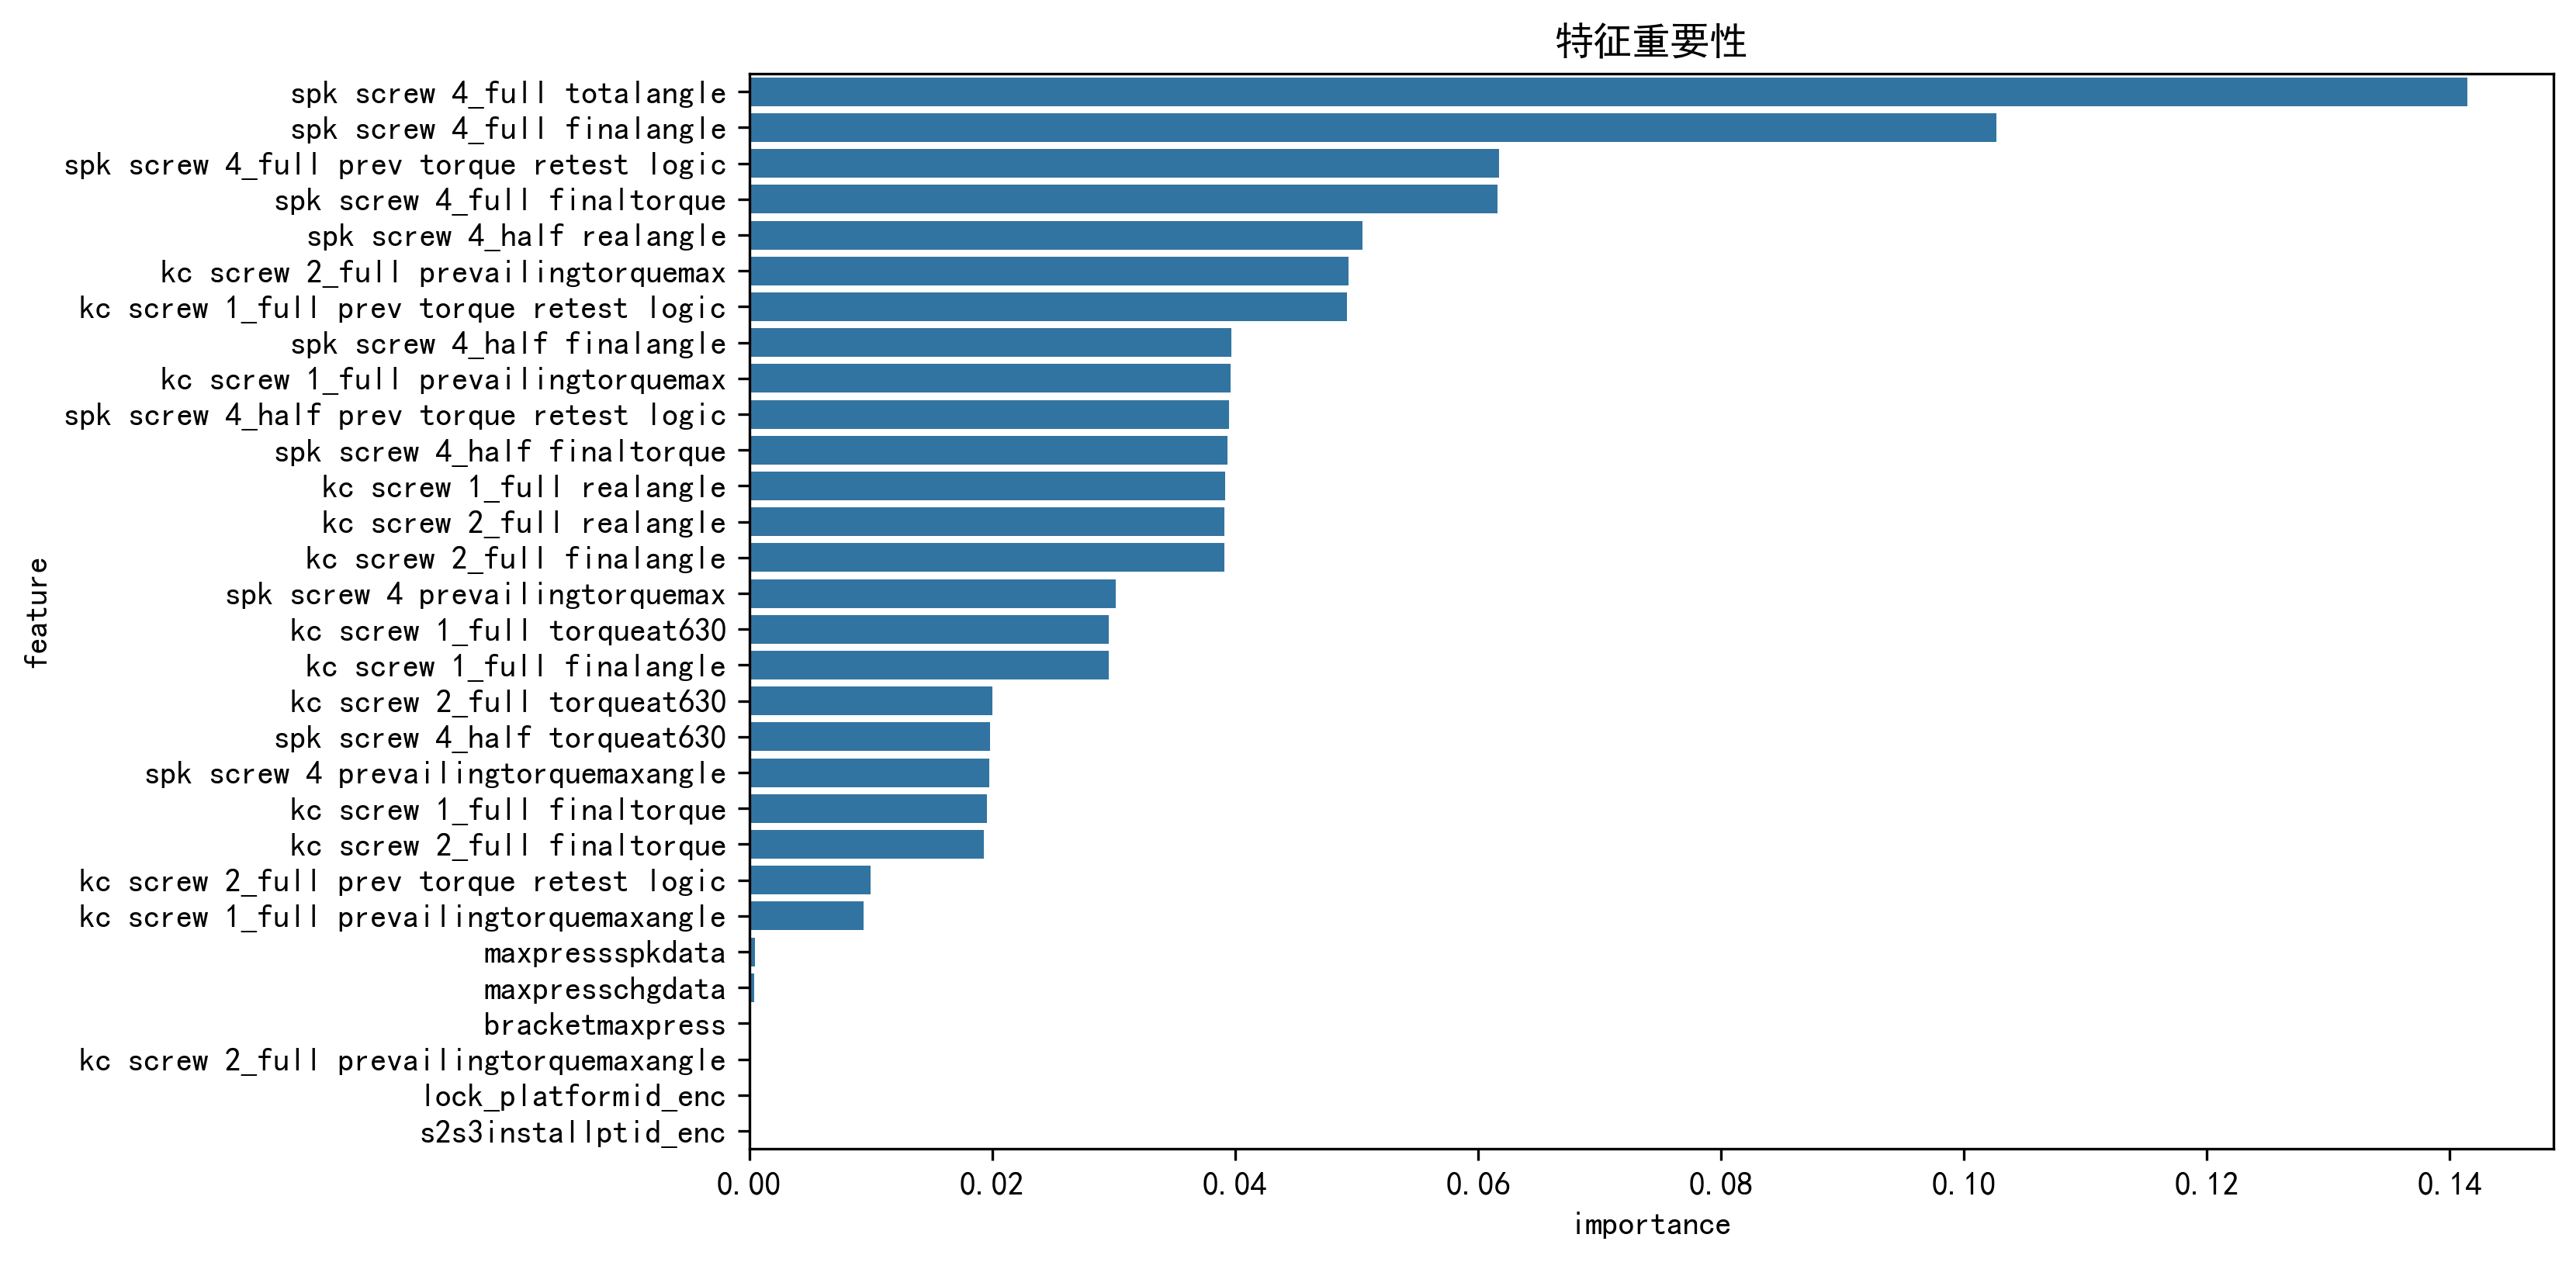 特征重要性
spk screw 4_full totalangle
spk screw 4_full finalangle
spk screw 4_full prev torque retest logic
spk screw 4_full finaltorque
spk screw 4_half realangle
kc screw 2_full prevailingtorquemax
kc screw 1_full prev torque retest logic
spk screw 4_half finalangle
kc screw 1_full prevailingtorquemax
spk screw 4_half prev torque retest logic
spk screw 4_half finaltorque
kc screw 1_full realangle
kc screw 2_full realangle
kc screw 2_full finalangle
spk screw 4 prevailingtorquemax
kc screw 1_full torqueat630
kc screw 1_full finalangle
kc screw 2_full torqueat630
spk screw 4_half torqueat630
spk screw 4 prevailingtorquemaxangle
kc screw 1_full finaltorque
kc screw 2_full finaltorque
kc screw 2_full prev torque retest logic
kc screw 1_full prevailingtorquemaxangle
maxpressspkdata
maxpresschgdata
bracketmaxpress
kc screw 2_full prevailingtorquemaxangle
lock_platformid_enc
s2s3installptid_enc
feature
0.00 0.02 0.04 0.06 0.08 0.10 0.12 0.14
importance